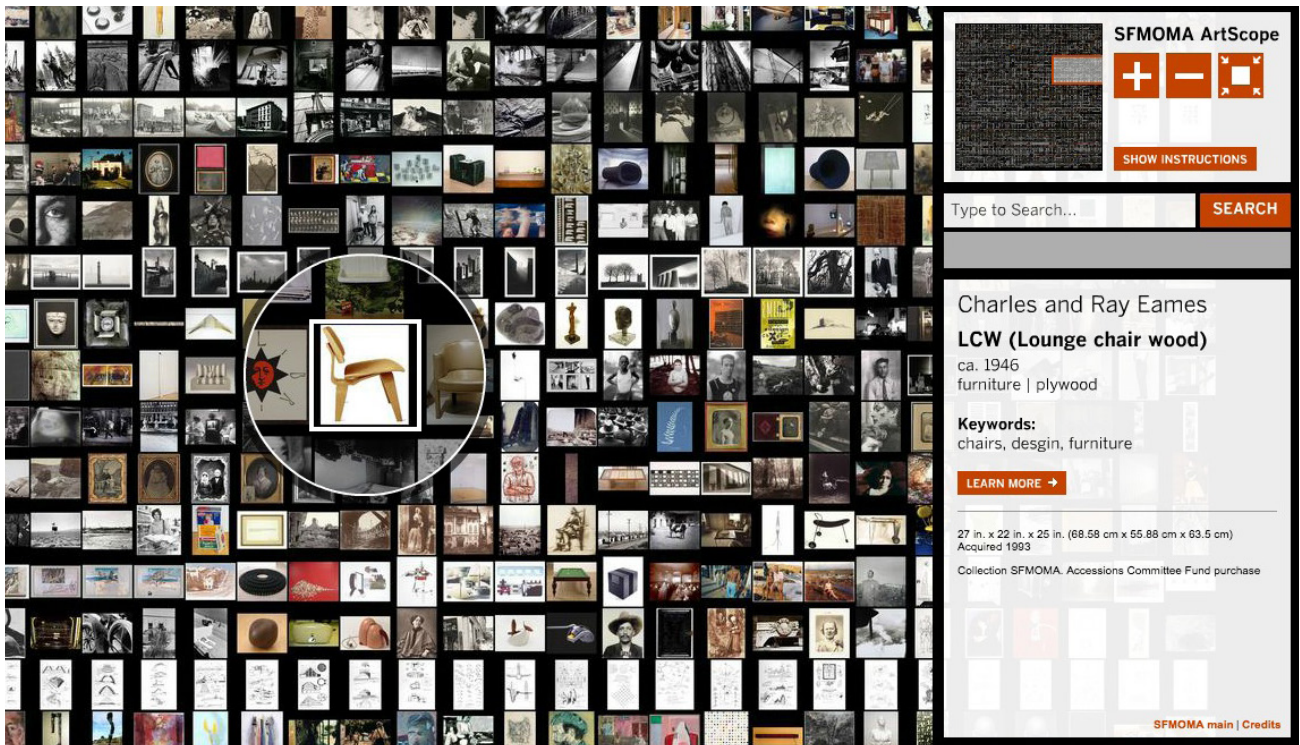 SFMOMA ArtScope
SHOW INSTRUCTIONS
Type to Search...
SEARCH
Charles and Ray Eames
LCW (Lounge chair wood)
ca. 1946
furniture | plywood
Keywords:
chairs, desgin, furniture
LEARN MORE
27 in. x 22 in. x 25 in. (68.58 cm x 55.88 cm x 63.5 cm)
Acquired 1993
Collection SFMOMA. Accessions Committee Fund purchase
SFMOMA main | Credits